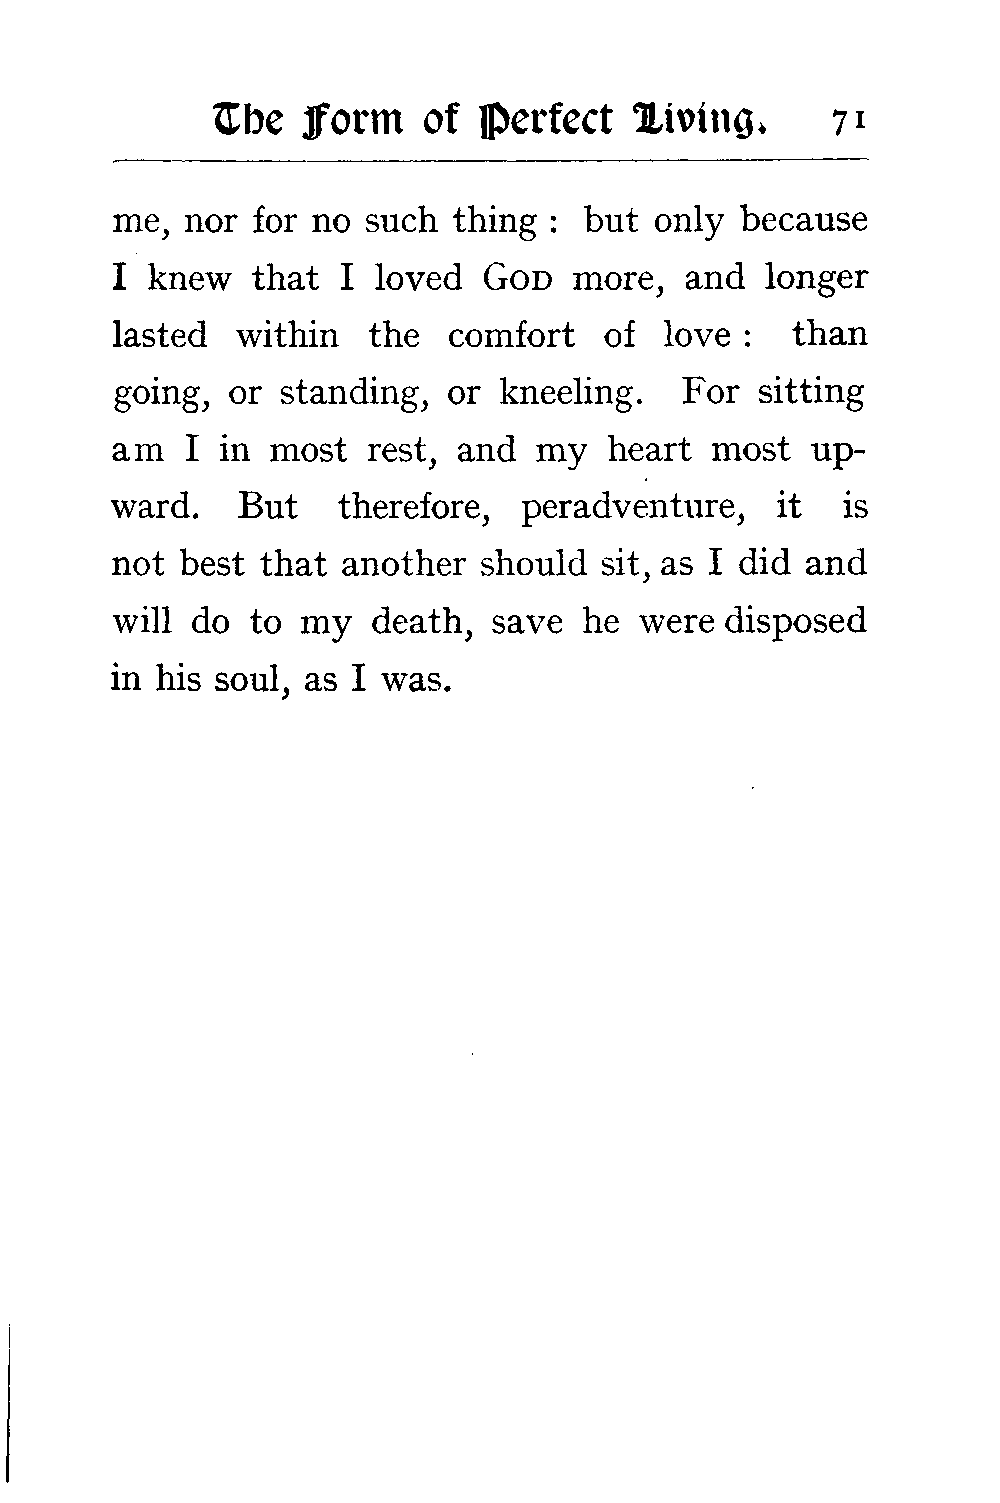 The Form of Perfect Living. 71
me, nor for no such thing : but only because
I knew that I loved GOD more, and longer
lasted within the comfort of love : than
going, or standing, or kneeling. For sitting
am I in most rest, and my heart most up-
ward. But therefore, peradventure, it is
not best that another should sit, as I did and
will do to my death, save he were disposed
in his soul, as I was.